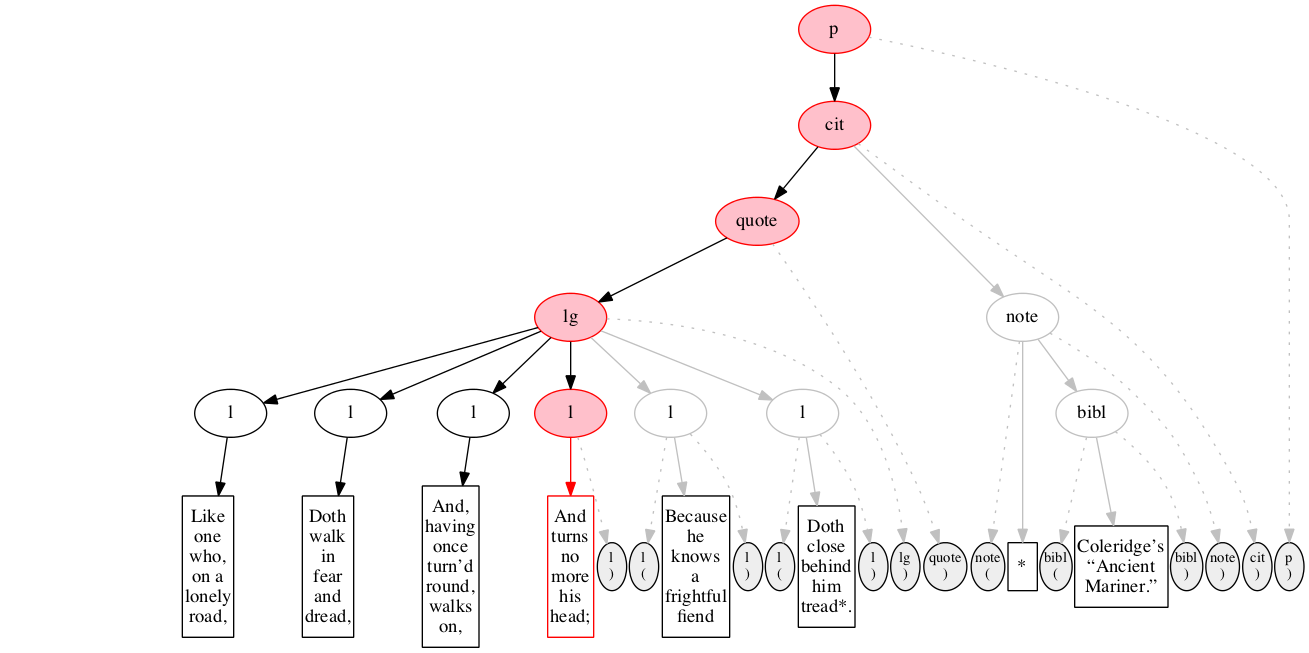 p
cit
quote
lg
note
l
l
l
l
l
l
bibl
Like
one
who,
on a
lonely
road,
Doth
walk
in
fear
and
dread,
And,
having
once
turn’d
round,
walks
on,
And
turns
no
more
his
head;
l
)
l
(
Because
he
knows
a
frightful
fiend
l
)
l
(
Doth
close
behind
him
tread*.
l
)
lg
)
quote
)
note
(
*
bibl
(
Coleridge’s
“Ancient
Mariner.”
bibl
)
note
)
cit
)
p
)